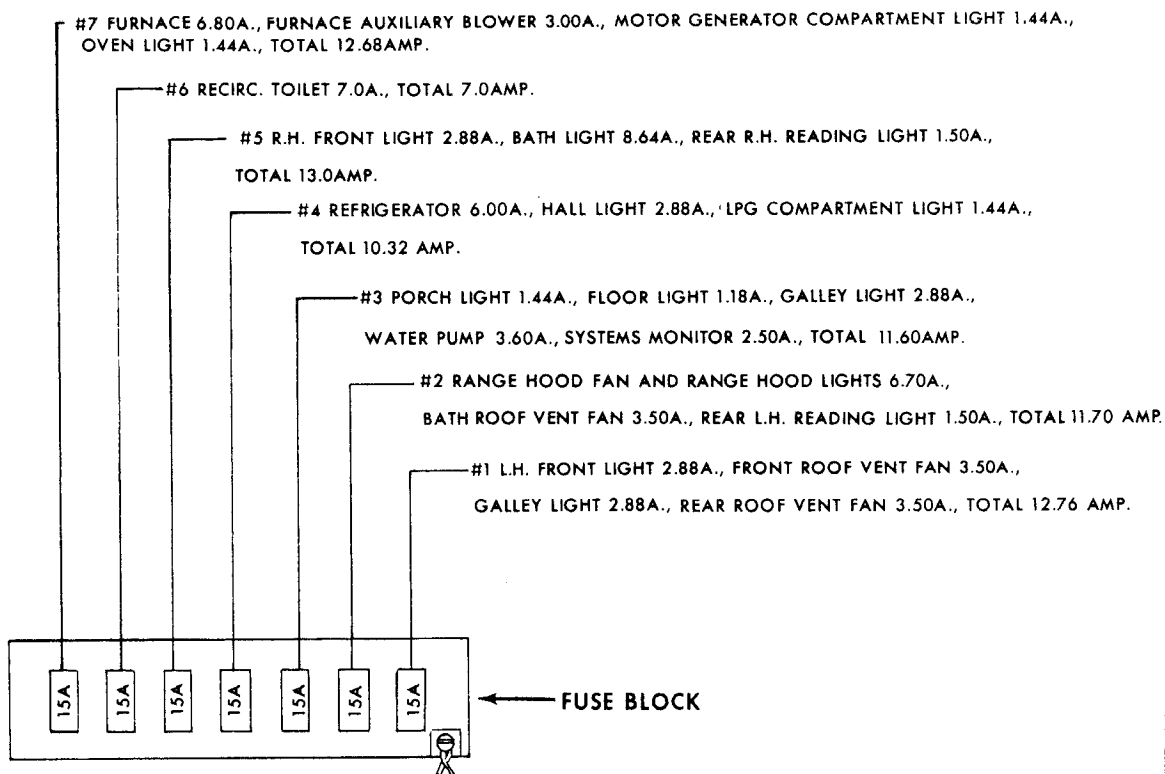 #7 FURNACE 6.80A., FURNACE AUXILIARY BLOWER 3.00A., MOTOR GENERATOR COMPARTMENT LIGHT 1.44A.,
OVEN LIGHT 1.44A., TOTAL 12.68AMP.
#6 RECIRC. TOILET 7.0A., TOTAL 7.0AMP.
#5 R.H. FRONT LIGHT 2.88A., BATH LIGHT 8.64A., REAR R.H. READING LIGHT 1.50A.,
TOTAL 13.0AMP.
#4 REFRIGERATOR 6.00A., HALL LIGHT 2.88A., LPG COMPARTMENT LIGHT 1.44A.,
TOTAL 10.32 AMP.
#3 PORCH LIGHT 1.44A., FLOOR LIGHT 1.18A., GALLEY LIGHT 2.88A.,
WATER PUMP 3.60A., SYSTEMS MONITOR 2.50A., TOTAL 11.60AMP.
#2 RANGE HOOD FAN AND RANGE HOOD LIGHTS 6.70A.,
BATH ROOF VENT FAN 3.50A., REAR L.H. READING LIGHT 1.50A., TOTAL 11.70 AMP.
#1 L.H. FRONT LIGHT 2.88A., FRONT ROOF VENT FAN 3.50A.,
GALLEY LIGHT 2.88A., REAR ROOF VENT FAN 3.50A., TOTAL 12.76 AMP.
15A 15A 15A 15A 15A 15A 15A
FUSE BLOCK